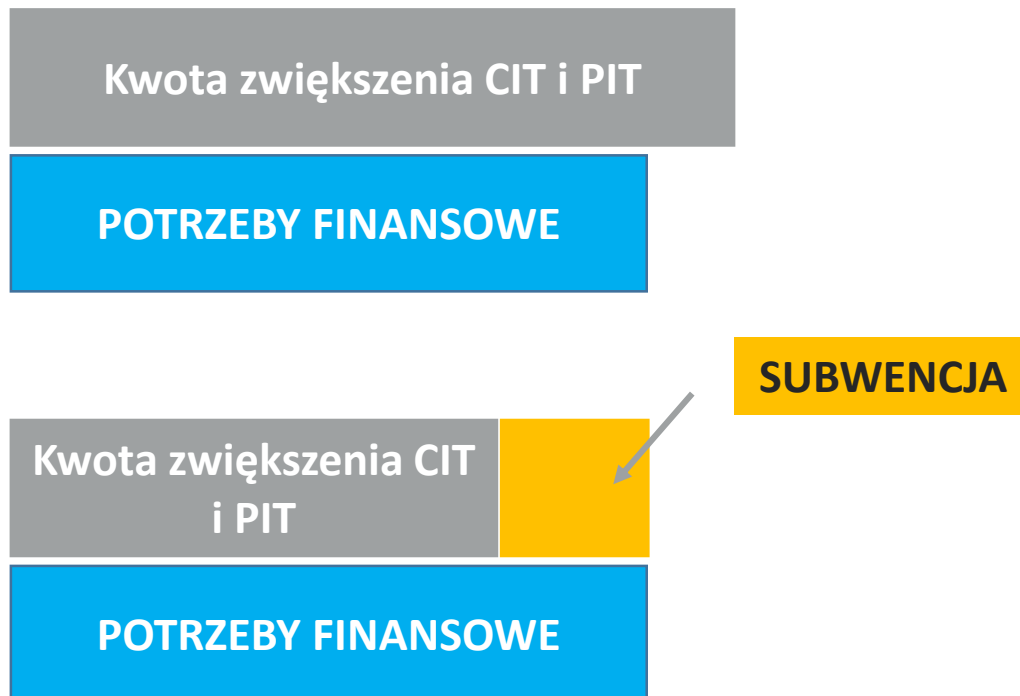 Kwota zwiększenia CIT i PIT
POTRZEBY FINANSOWE
SUBWENCJA
Kwota zwiększenia CIT
i PIT
POTRZEBY FINANSOWE